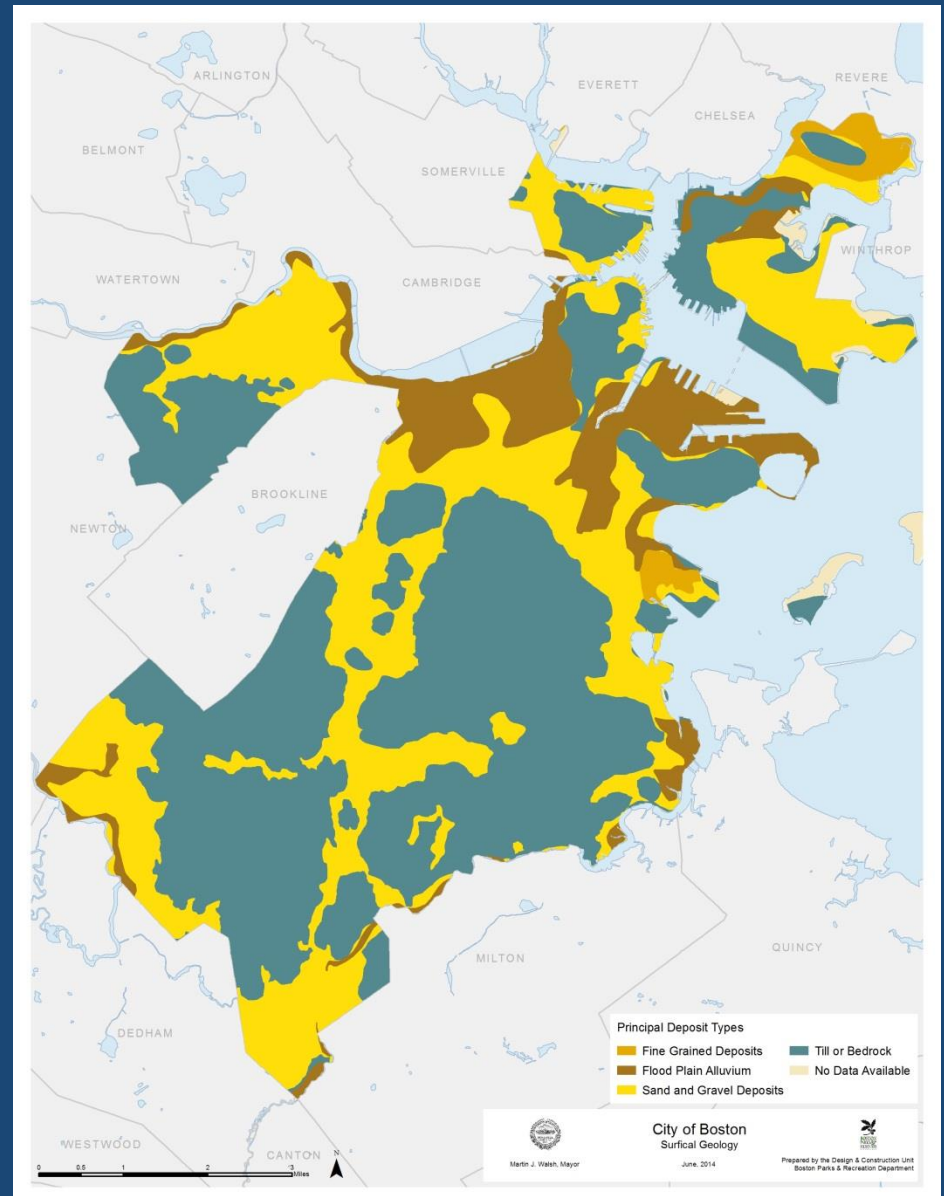 ARLINGTON
EVERETT
REVERE
CHELSEA
BELMONT
SOMERVILLE
WINTHROP
WATERTOWN
CAMBRIDGE
BROOKLINE
NEWTON
QUINCY
MILTON
DEDHAM
WESTWOOD
CANTON
Principal Deposit Types
Fine Grained Deposits
Till or Bedrock
Flood Plain Alluvium
No Data Available
Sand and Gravel Deposits
City of Boston
Surfical Geology
Martin J. Walsh, Mayor
June, 2014
Prepared by the Design & Construction Unit
Boston Parks & Recreation Department
0 0.5 1 2 3
Miles
N